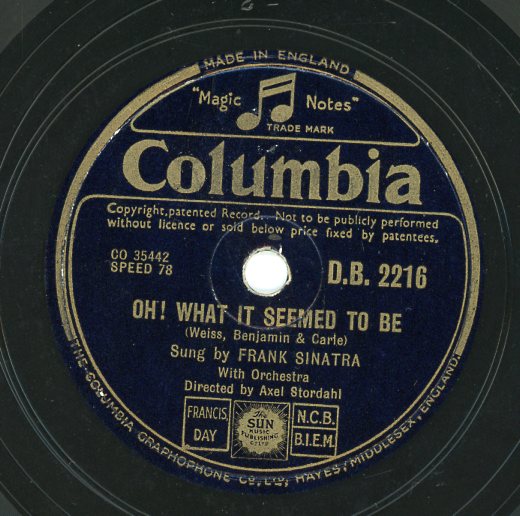 MADE IN ENGLAND
"Magic Notes"
TRADE MARK
Columbia
Copyright, patented Record. Not to be publicly performed
without licence or sold below price fixed by patentees.
CO 35442
SPEED 78
D.B. 2216
OH! WHAT IT SEEMED TO BE
(Weiss, Benjamin & Carle)
Sung by FRANK SINATRA
With Orchestra
Directed by Axel Stordahl
FRANCIS,
DAY
The
SUN
MUSIC
PUBLISHING
CO LTD
N.C.B.
B.I.E.M.
THE COLUMBIA GRAPHOPHONE CO., LTD., HAYES, MIDDLESEX, ENGLAND